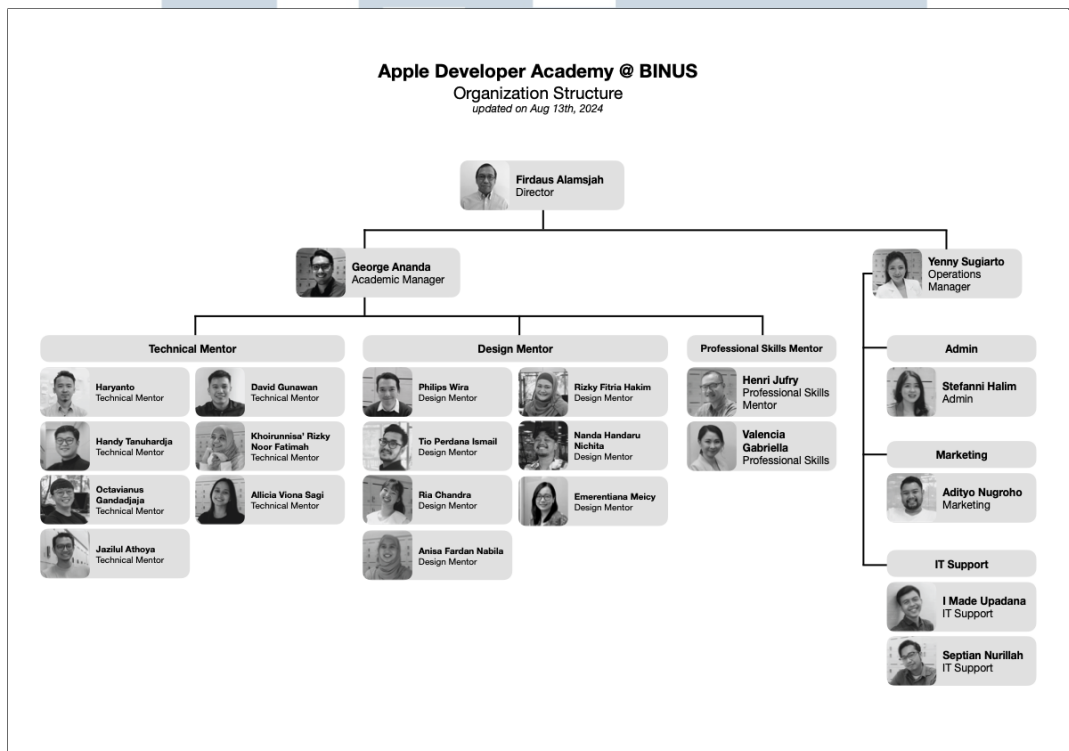 Apple Developer Academy @ BINUS
Organization Structure
updated on Aug 13th, 2024
Firdaus Alamsjah
Director
George Ananda
Academic Manager
Yenny Sugiarto
Operations
Manager
Technical Mentor
Haryanto
Technical Mentor
David Gunawan
Technical Mentor
Handy Tanuhardja
Technical Mentor
Khoirunnisa' Rizky
Noor Fatimah
Technical Mentor
Octavianus
Gandadjaja
Technical Mentor
Allicia Viona Sagi
Technical Mentor
Jazilul Athoya
Technical Mentor
Design Mentor
Philips Wira
Design Mentor
Rizky Fitria Hakim
Design Mentor
Tio Perdana Ismail
Design Mentor
Nanda Handaru
Nichita
Design Mentor
Ria Chandra
Design Mentor
Emerentiana Meicy
Design Mentor
Anisa Fardan Nabila
Design Mentor
Professional Skills Mentor
Henri Jufry
Professional Skills
Mentor
Valencia
Gabriella
Professional Skills
Admin
Stefanni Halim
Admin
Marketing
Adityo Nugroho
Marketing
IT Support
I Made Upadana
IT Support
Septian Nurillah
IT Support